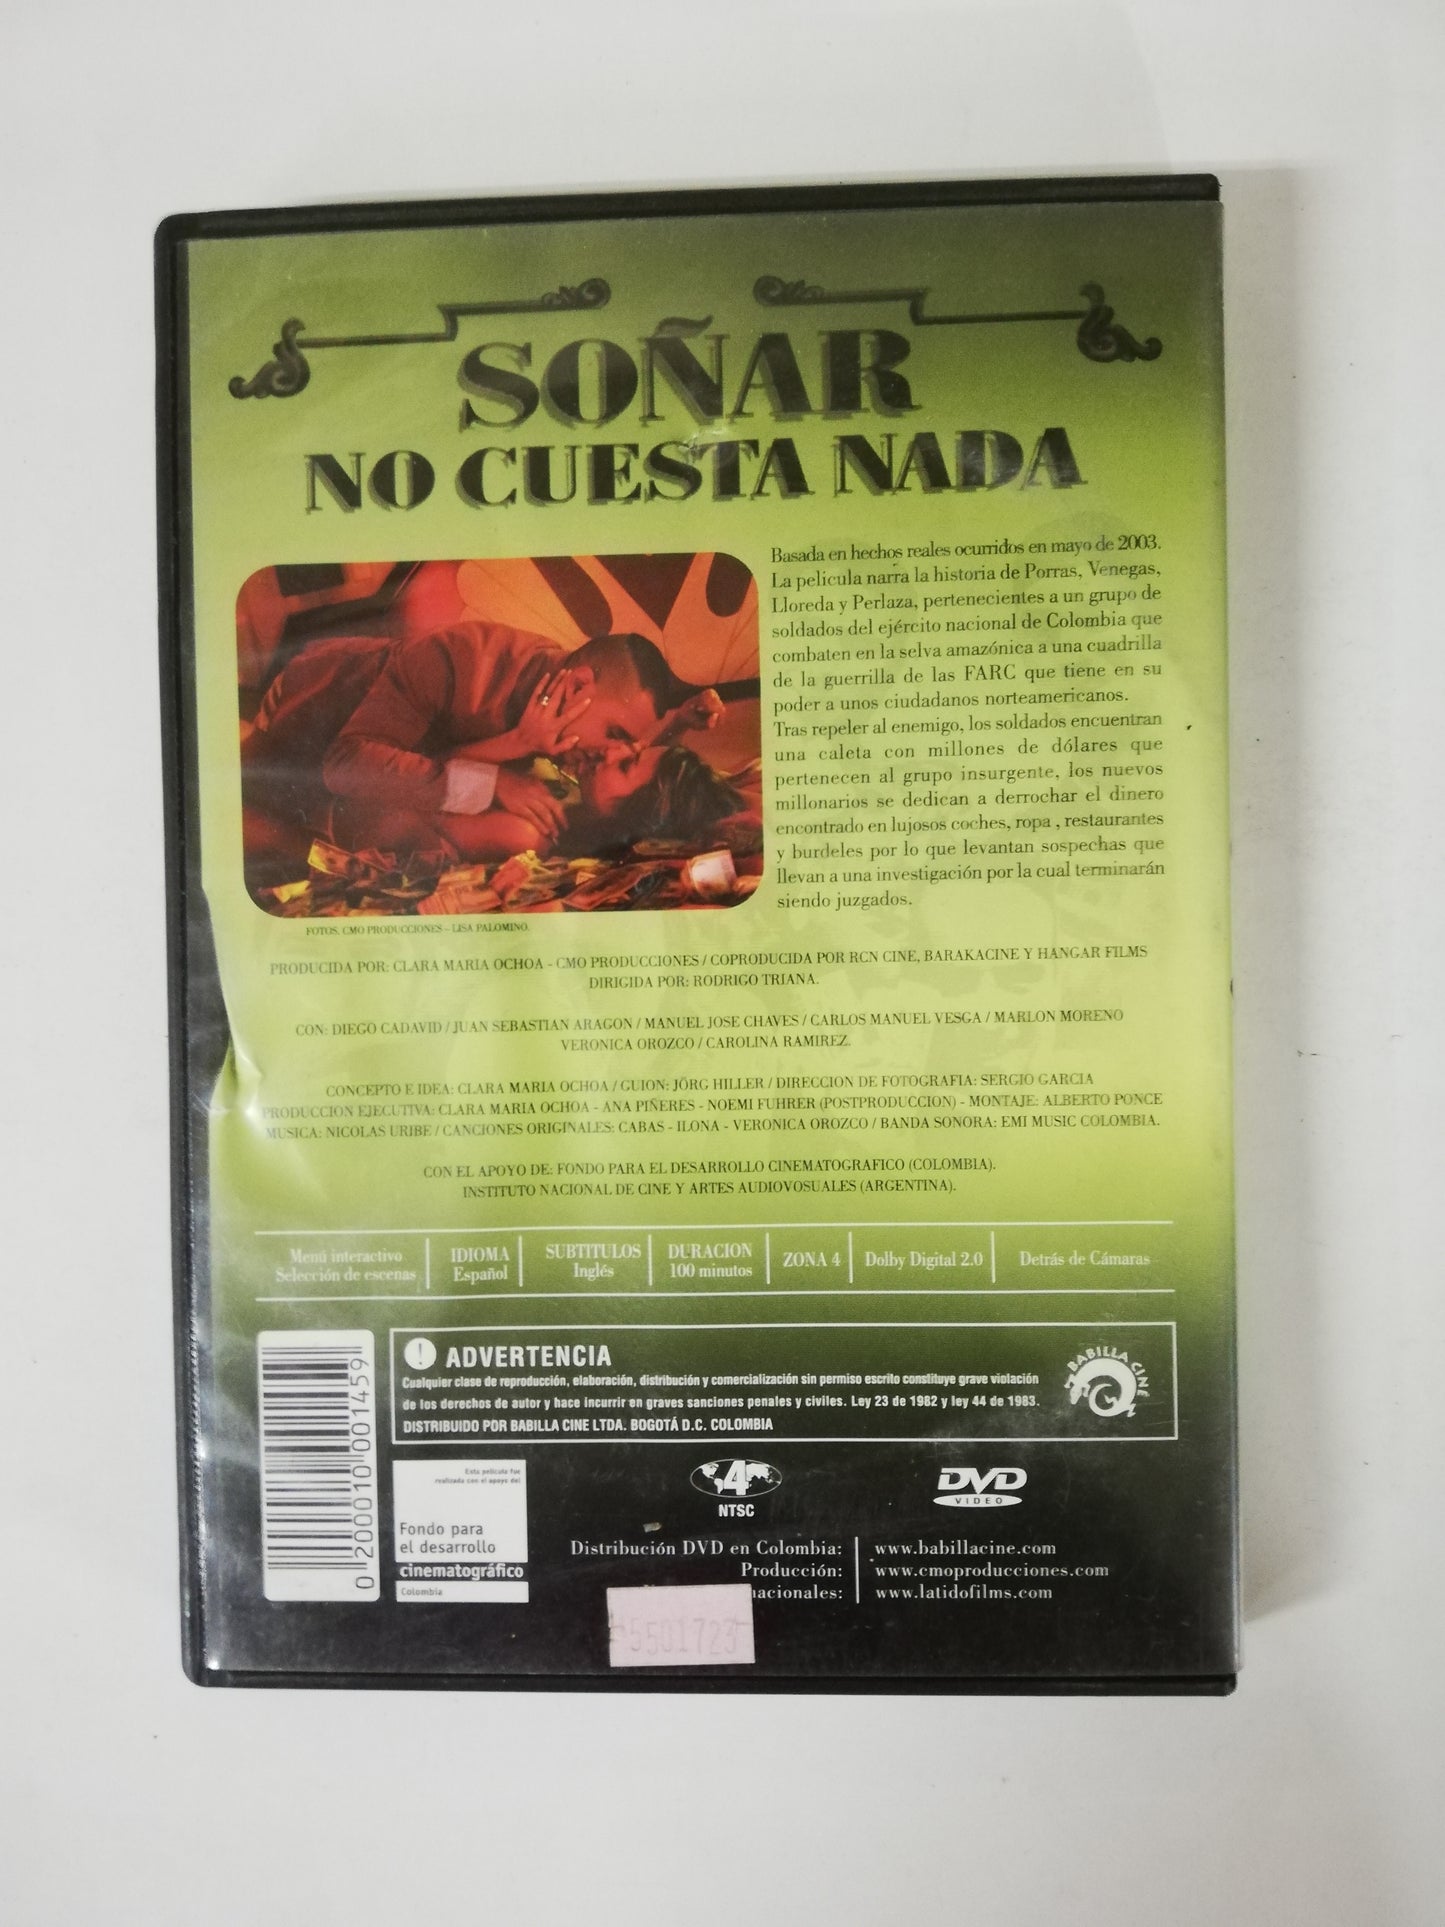 SOÑAR
NO CUESTA NADA
Basada en hechos reales ocurridos en mayo de 2003.
La pelicula narra la historia de Porras, Venegas,
Lloreda y Perlaza, pertenecientes a un grupo de
soldados del ejército nacional de Colombia que
combaten en la selva amazónica a una cuadrilla
de la guerrilla de las FARC que tiene en su
poder a unos ciudadanos norteamericanos.
Tras repeler al enemigo, los soldados encuentran
una caleta con millones de dólares que
pertenecen al grupo insurgente, los nuevos
millonarios se dedican a derrochar el dinero
encontrado en lujosos coches, ropa , restaurantes
y burdeles por lo que levantan sospechas que
llevan a una investigación por la cual terminarán
siendo juzgados.
FOTOS. CMO PRODUCCIONES - LISA PALOMINO.
PRODUCIDA POR: CLARA MARIA OCHOA - CMO PRODUCCIONES / COPRODUCIDA POR RCN CINE, BARAKACINE Y HANGAR FILMS
DIRIGIDA POR: RODRIGO TRIANA.
CON: DIEGO CADAVID / JUAN SEBASTIAN ARAGON / MANUEL JOSE CHAVES / CARLOS MANUEL VESGA / MARLON MORENO
VERONICA OROZCO / CAROLINA RAMIREZ.
CONCEPTO E IDEA: CLARA MARIA OCHOA / GUION: JÖRG HILLER / DIRECCION DE FOTOGRAFIA: SERGIO GARCIA
PRODUCCION EJECUTIVA: CLARA MARIA OCHOA - ANA PIÑERES - NOEMI FUHRER (POSTPRODUCCION) - MONTAJE: ALBERTO PONCE
MUSICA: NICOLAS URIBE / CANCIONES ORIGINALES: CABAS - ILONA - VERONICA OROZCO / BANDA SONORA: EMI MUSIC COLOMBIA.
CON EL APOYO DE: FONDO PARA EL DESARROLLO CINEMATOGRAFICO (COLOMBIA).
INSTITUTO NACIONAL DE CINE Y ARTES AUDIOVOSUALES (ARGENTINA).
Menú interactivo
Selección de escenas
IDIOMA
Español
SUBTITULOS
Inglés
DURACION
100 minutos
ZONA 4
Dolby Digital 2.0
Detrás de Cámaras
! ADVERTENCIA
Cualquier clase de reproducción, elaboración, distribución y comercialización sin permiso escrito constituye grave violación
de los derechos de autor y hace incurrir en graves sanciones penales y civiles. Ley 23 de 1982 y ley 44 de 1983.
DISTRIBUIDO POR BABILLA CINE LTDA. BOGOTÁ D.C. COLOMBIA
BABILLA CINE
0 200010 001459
Esta película fue
realizada con el apoyo del
Fondo para
el desarrollo
cinematográfico
Colombia
4
NTSC
DVD
VIDEO
Distribución DVD en Colombia: www.babillacine.com
Producción: www.cmoproducciones.com
nacionales: www.latidofilms.com
5501723